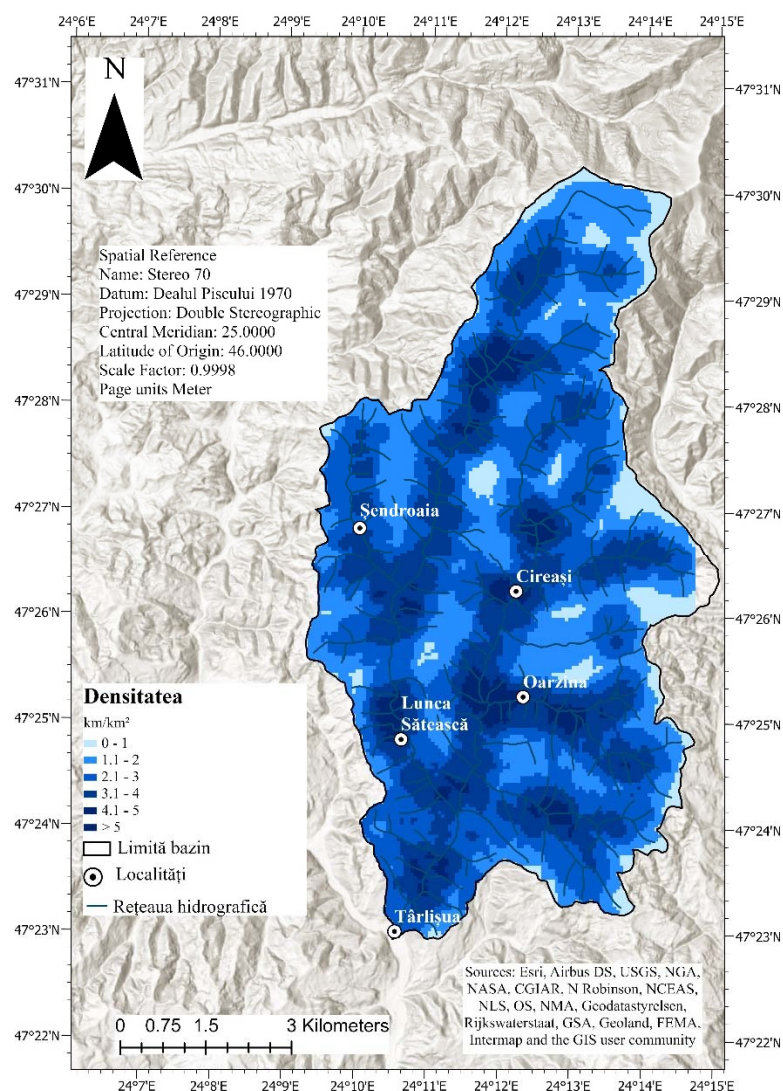 24°6'E 24°7'E 24°8'E 24°9'E 24°10'E 24°11'E 24°12'E 24°13'E 24°14'E 24°15'E
47°31'N 47°31'N
N
47°30'N 47°30'N
Spatial Reference
Name: Stereo 70
Datum: Dealul Piscului 1970
Projection: Double Stereographic
Central Meridian: 25.0000
Latitude of Origin: 46.0000
Scale Factor: 0.9998
Page units Meter
47°29'N 47°29'N
47°28'N 47°28'N
47°27'N 47°27'N
Șendroaia
Cireași
47°26'N 47°26'N
Oarzina
Lunca
Sătească
47°25'N 47°25'N
Densitatea
km/km²
0 - 1
1.1 - 2
2.1 - 3
3.1 - 4
4.1 - 5
> 5
Limită bazin
Localități
Rețeaua hidrografică
47°24'N 47°24'N
Târlișua
47°23'N 47°23'N
Sources: Esri, Airbus DS, USGS, NGA,
NASA, CGIAR, N Robinson, NCEAS,
NLS, OS, NMA, Geodatastyrelsen,
Rijkswaterstaat, GSA, Geoland, FEMA,
Intermap and the GIS user community
0 0.75 1.5 3 Kilometers
47°22'N 47°22'N
24°7'E 24°8'E 24°9'E 24°10'E 24°11'E 24°12'E 24°13'E 24°14'E 24°15'E